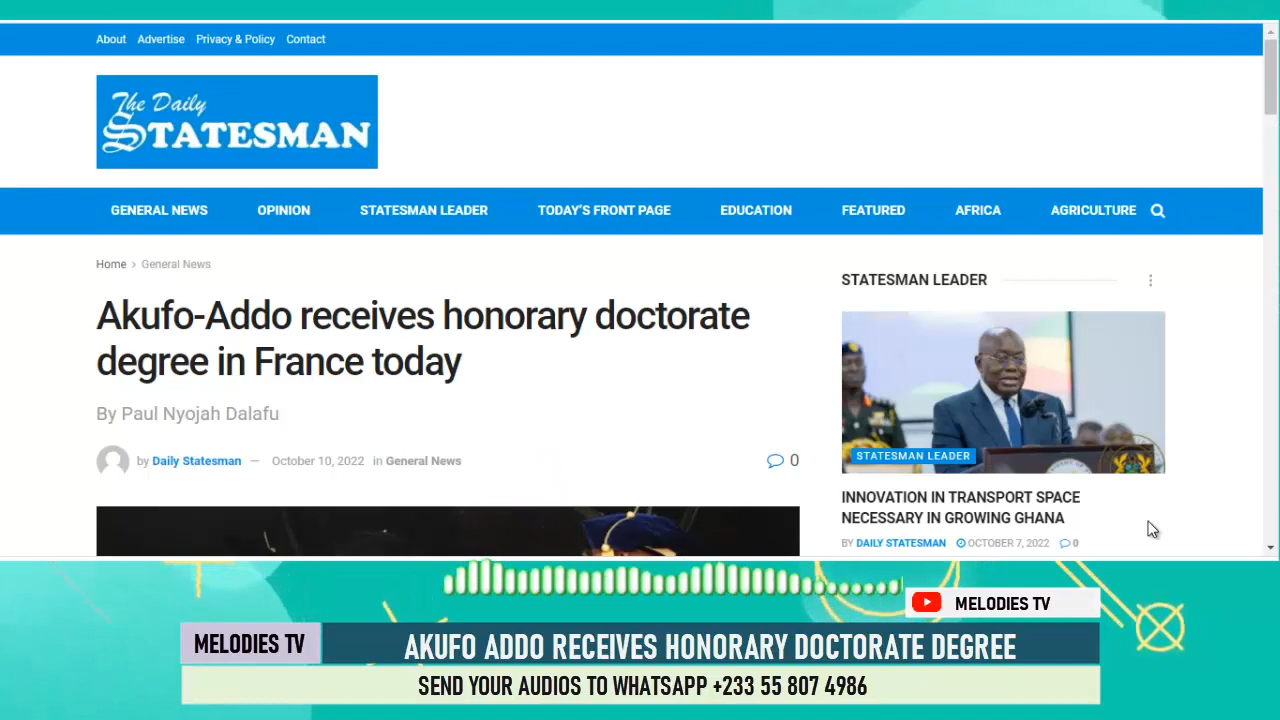 About Advertise Privacy & Policy Contact
The Daily
STATESMAN
GENERAL NEWS OPINION STATESMAN LEADER TODAY'S FRONT PAGE EDUCATION FEATURED AFRICA AGRICULTURE
Home > General News
Akufo-Addo receives honorary doctorate
degree in France today
By Paul Nyojah Dalafu
by Daily Statesman — October 10, 2022 in General News
0
STATESMAN LEADER
STATESMAN LEADER
INNOVATION IN TRANSPORT SPACE
NECESSARY IN GROWING GHANA
BY DAILY STATESMAN OCTOBER 7, 2022 0
MELODIES TV
MELODIES TV
AKUFO ADDO RECEIVES HONORARY DOCTORATE DEGREE
SEND YOUR AUDIOS TO WHATSAPP +233 55 807 4986